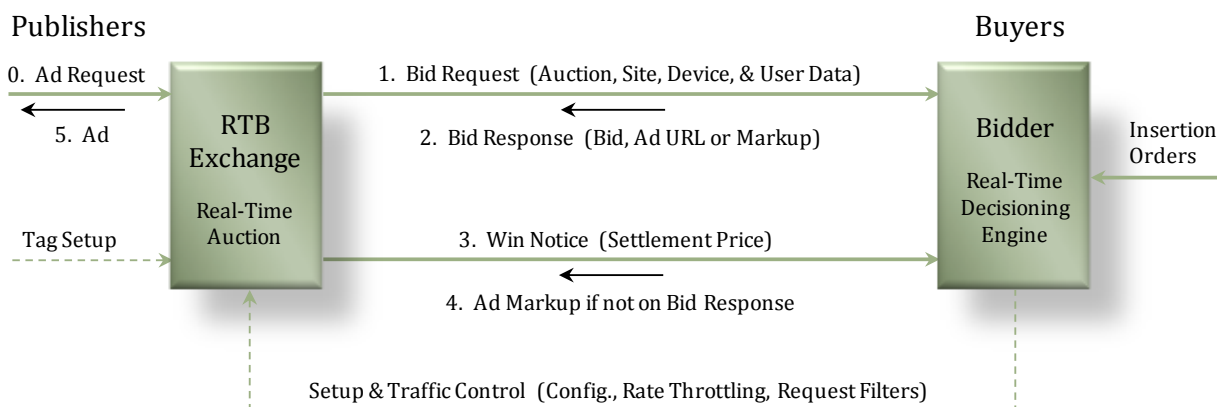 Publishers
Buyers
0. Ad Request
5. Ad
RTB
Exchange
Real-Time
Auction
Tag Setup
1. Bid Request (Auction, Site, Device, & User Data)
2. Bid Response (Bid, Ad URL or Markup)
3. Win Notice (Settlement Price)
4. Ad Markup if not on Bid Response
Bidder
Real-Time
Decisioning
Engine
Insertion
Orders
Setup & Traffic Control (Config., Rate Throttling, Request Filters)